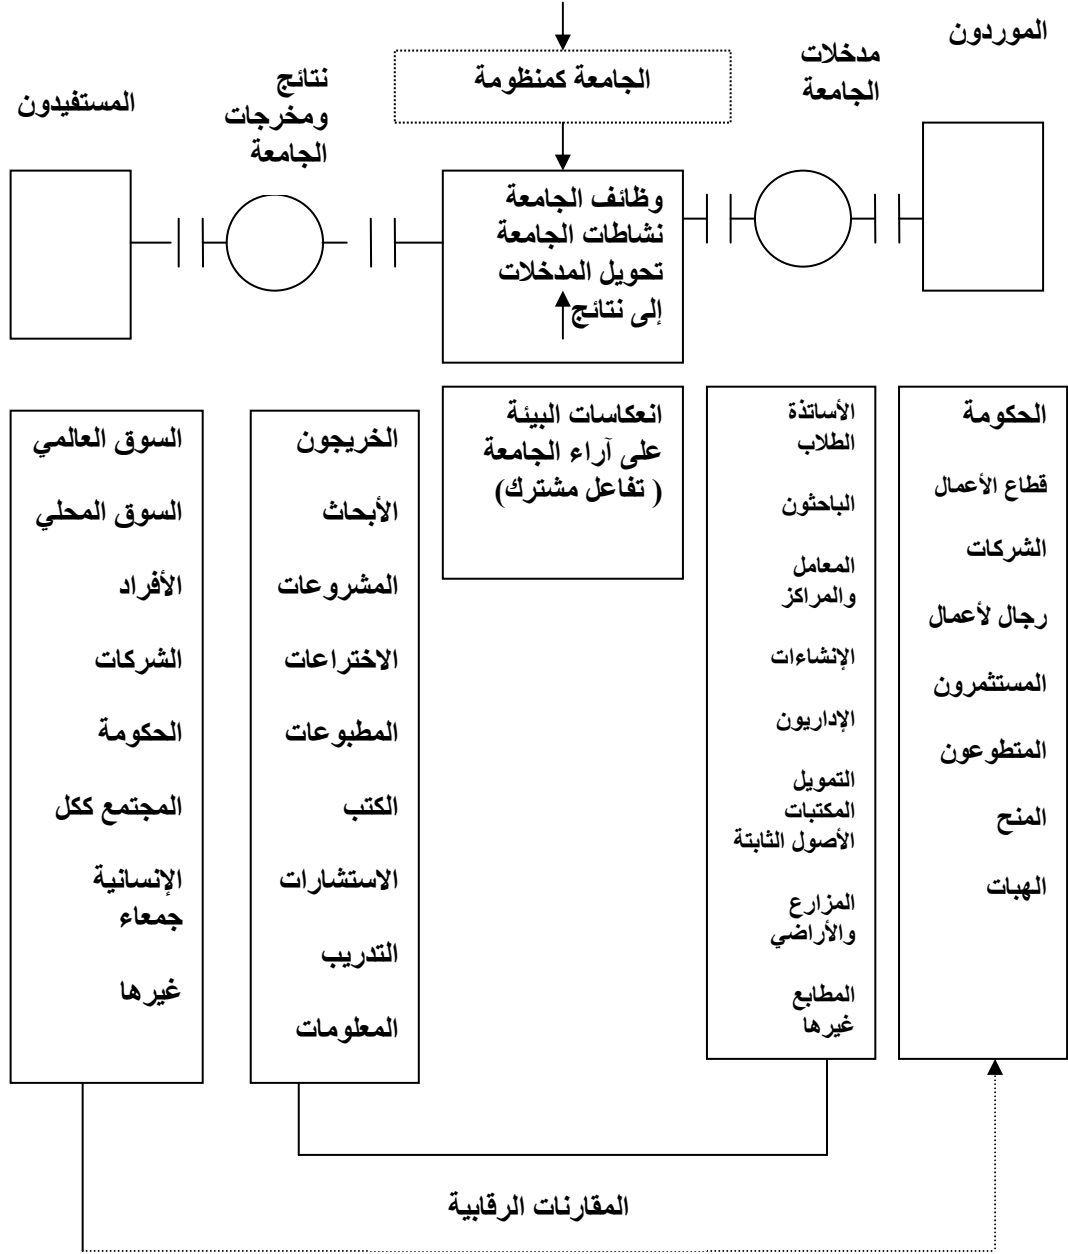 الموردون
مدخلات
الجامعة
الجامعة كمنظومة
نتائج
ومخرجات
الجامعة
المستفيدون
وظائف الجامعة
نشاطات الجامعة
تحويل المدخلات
إلى نتائج
الحكومة
قطاع الأعمال
الشركات
رجال لأعمال
المستثمرون
المتطوعون
المنح
الهبات
الأساتذة
الطلاب
الباحثون
المعامل
والمراكز
الإنشاءات
الإداريون
التمويل
المكتبات
الأصول الثابتة
المزارع
والأراضي
المطابع
غيرها
انعكاسات البيئة
على آراء الجامعة
( تفاعل مشترك)
الخريجون
الأبحاث
المشروعات
الاختراعات
المطبوعات
الكتب
الاستشارات
التدريب
المعلومات
السوق العالمي
السوق المحلي
الأفراد
الشركات
الحكومة
المجتمع ككل
الإنسانية
جمعاء
غيرها
المقارنات الرقابية